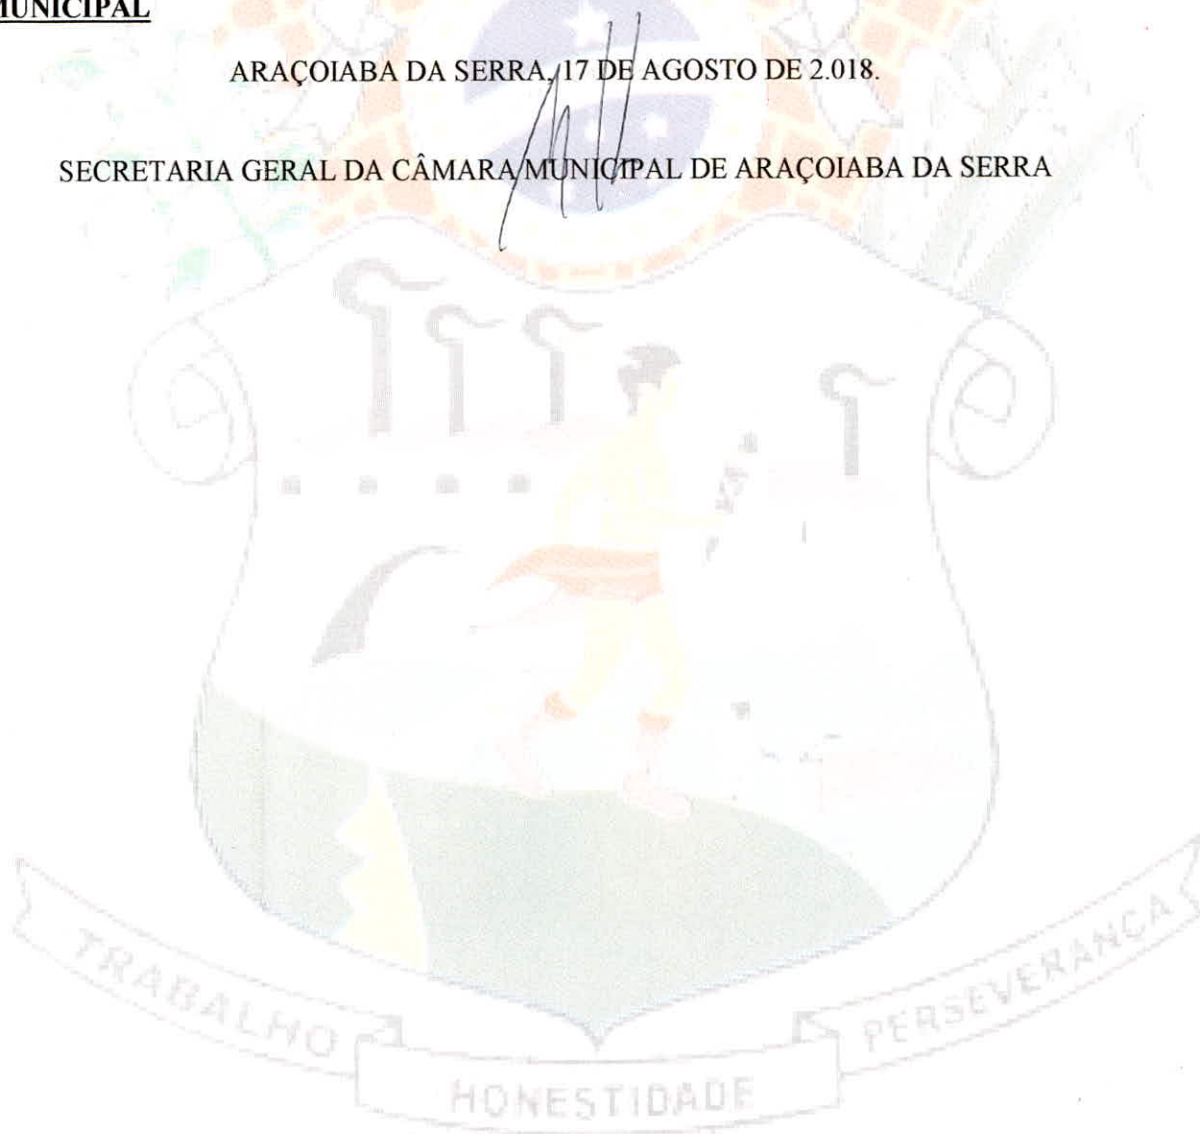 MUNICIPAL
ARAÇOIABA DA SERRA, 17 DE AGOSTO DE 2.018.
SECRETARIA GERAL DA CÂMARA MUNICIPAL DE ARAÇOIABA DA SERRA
TRABALHO
HONESTIDADE
PERSEVERANÇA